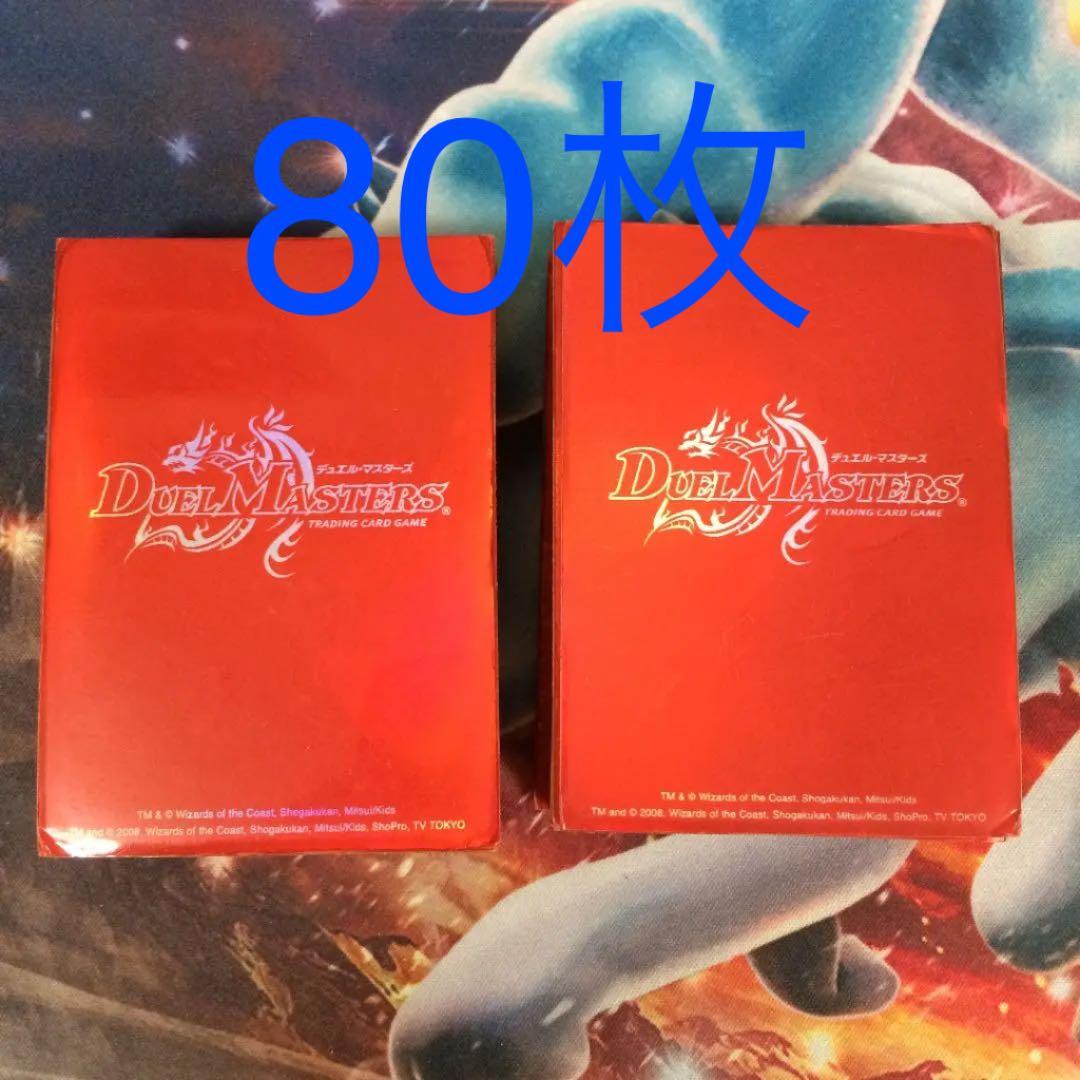 80枚
デュエル・マスターズ
DUEL MASTERS®
TRADING CARD GAME
TM & © Wizards of the Coast, Shogakukan, Mitsui/Kids
TM and © 2008, Wizards of the Coast, Shogakukan, Mitsui/Kids, ShoPro, TV TOKYO
デュエル・マスターズ
DUEL MASTERS®
TRADING CARD GAME
TM & © Wizards of the Coast, Shogakukan, Mitsui/Kids
TM and © 2008, Wizards of the Coast, Shogakukan, Mitsui/Kids, ShoPro, TV TOKYO